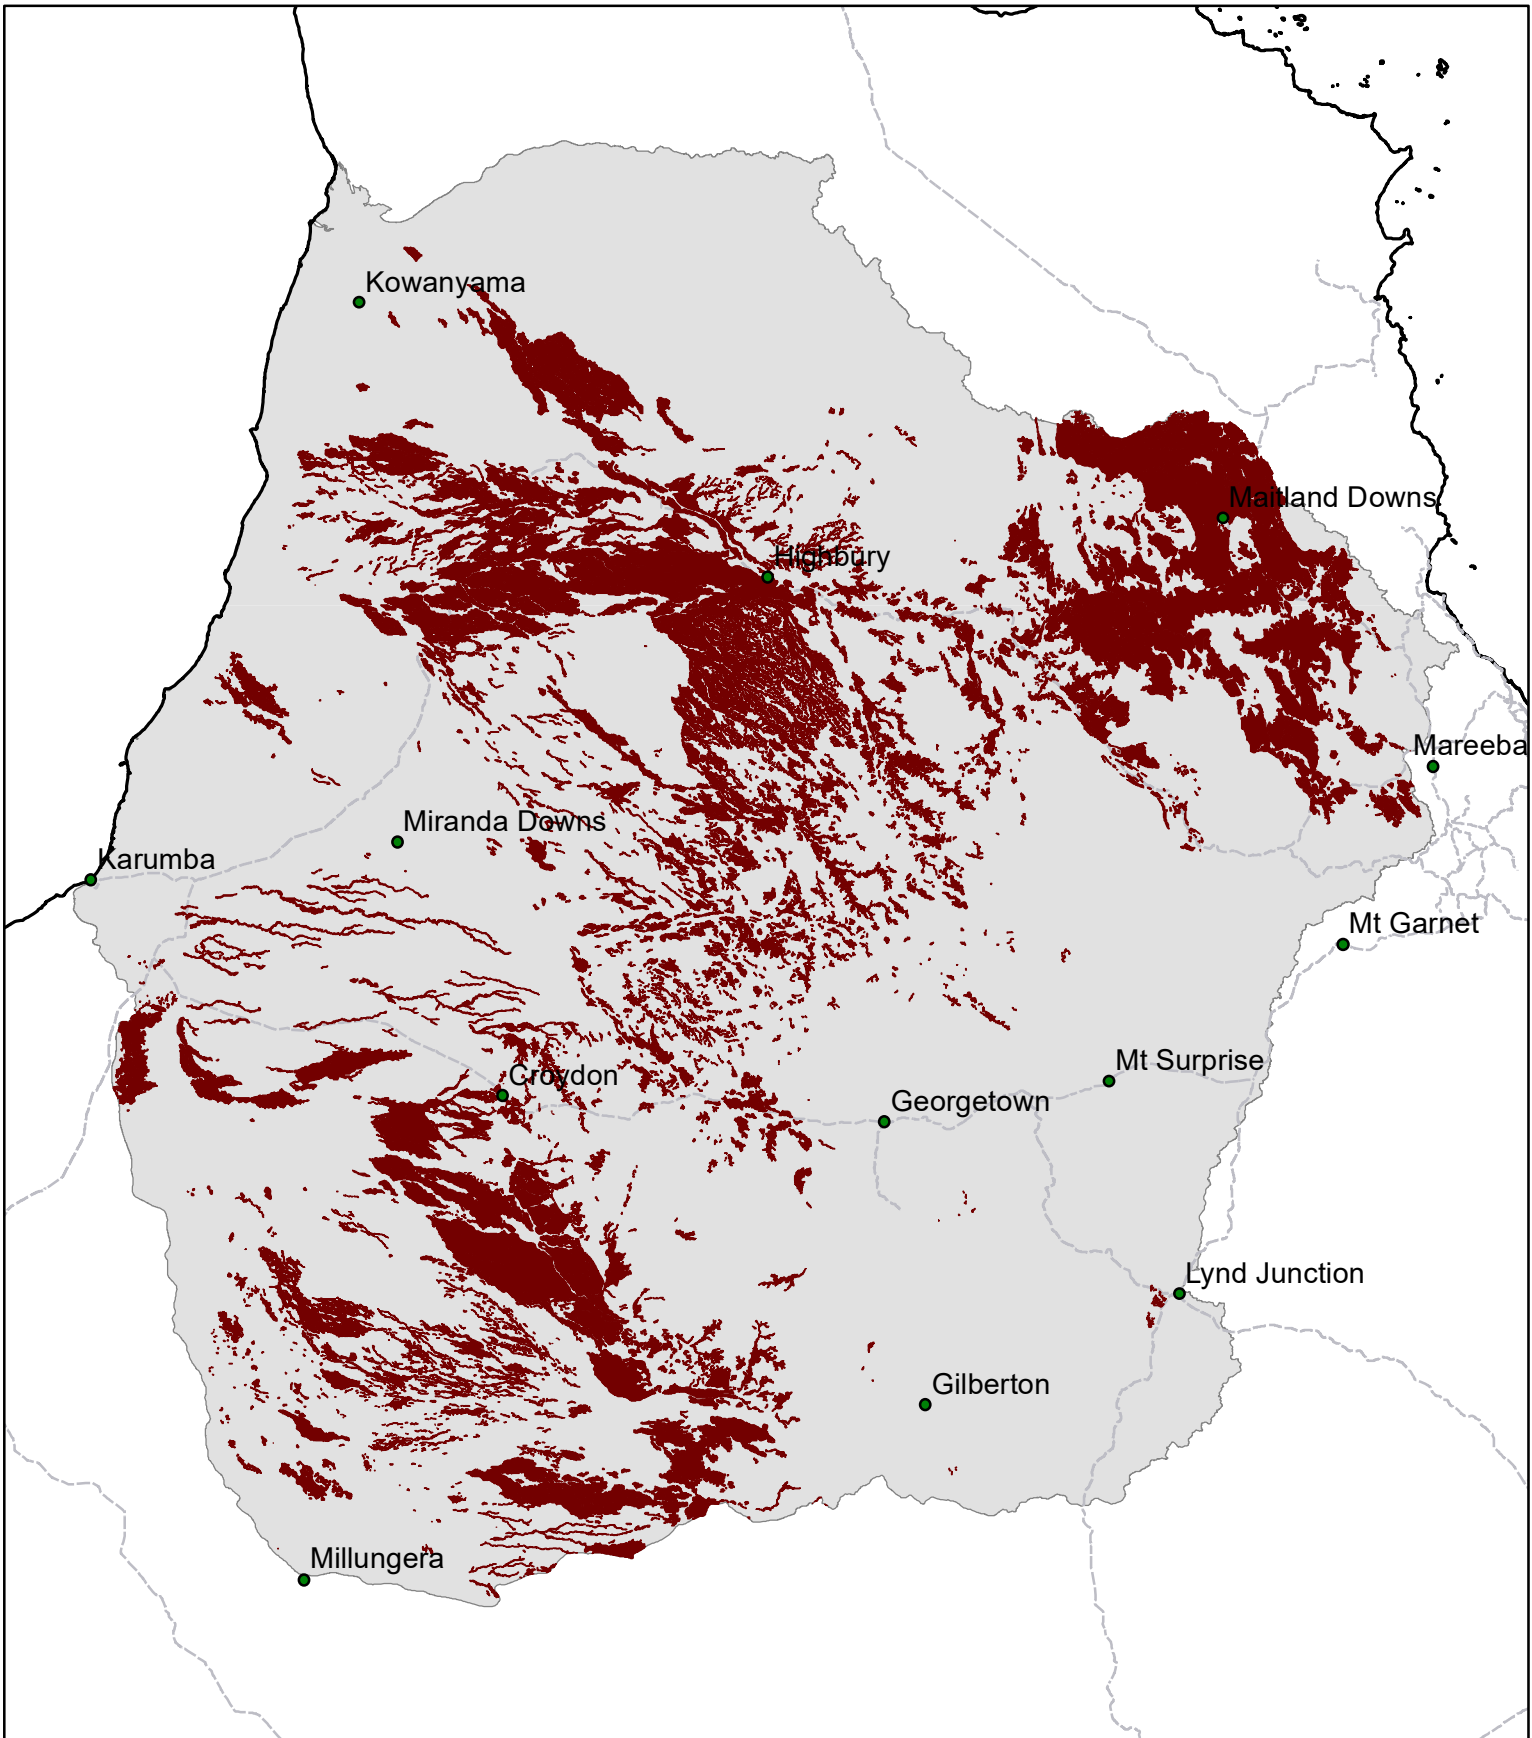 Kowanyama
Maitland Downs
Highbury
Mareeba
Miranda Downs
Karumba
Mt Garnet
Mt Surprise
Croydon
Georgetown
Lynd Junction
Gilberton
Millungera